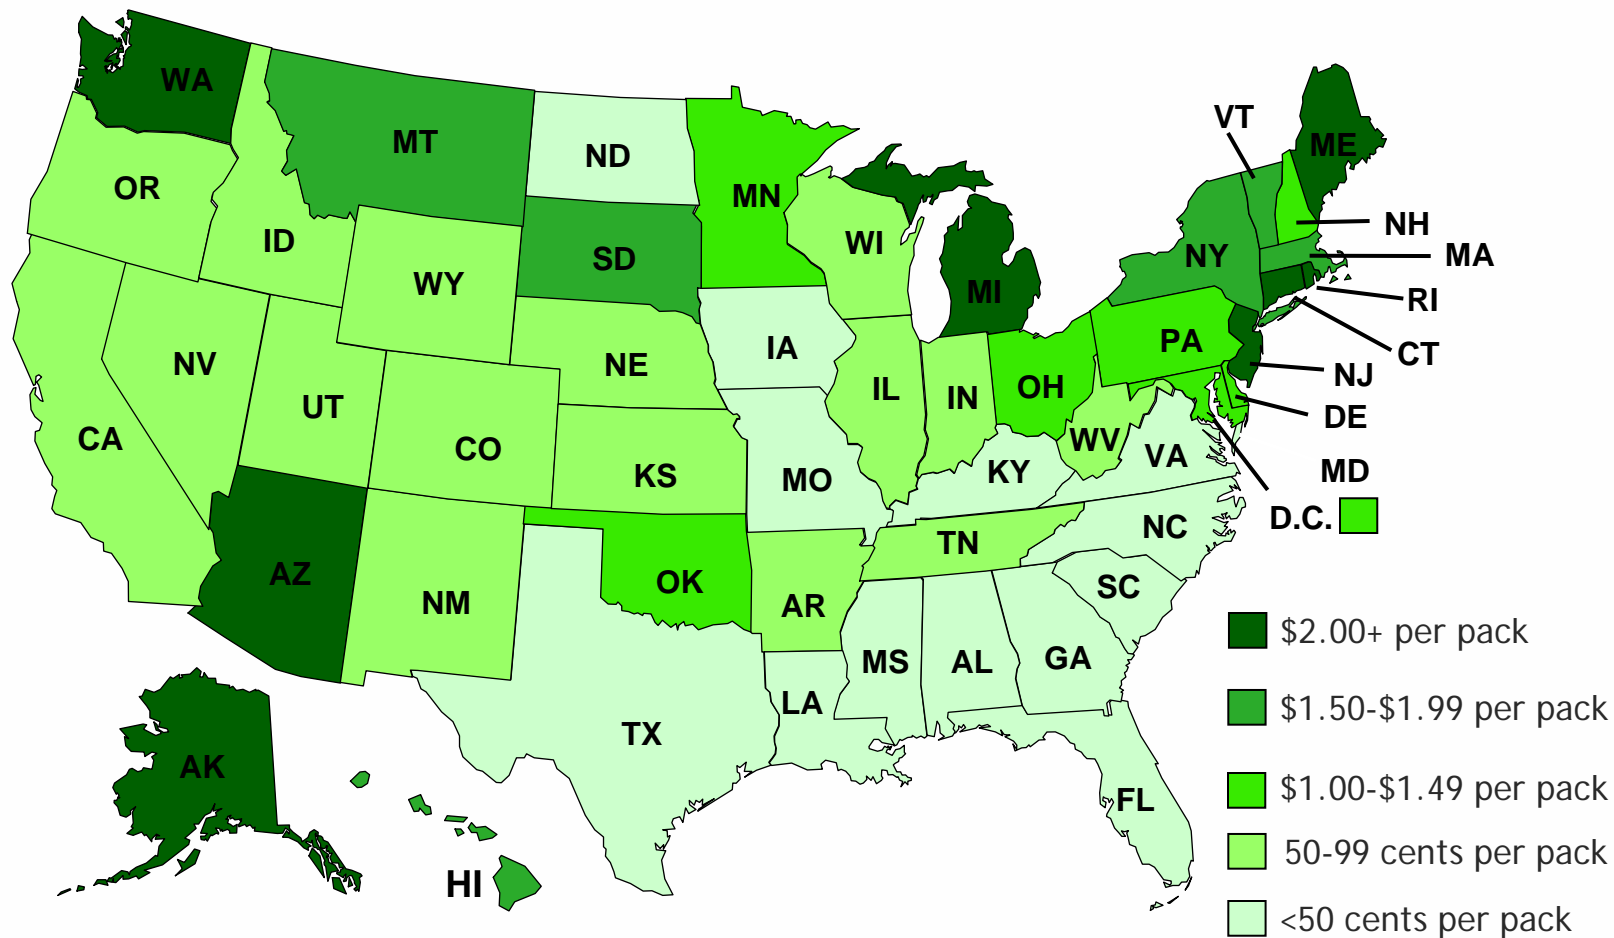 WA
MT
ND
MN
VT
ME
OR
ID
WY
SD
WI
MI
NY
NH
MA
RI
CT
NJ
DE
MD
D.C.
NV
UT
CA
CO
NE
KS
IA
MO
IL
IN
OH
PA
WV
VA
KY
NC
TN
SC
AZ
NM
OK
AR
TX
LA
MS
AL
GA
FL
AK
HI
$2.00+ per pack
$1.50-$1.99 per pack
$1.00-$1.49 per pack
50-99 cents per pack
<50 cents per pack